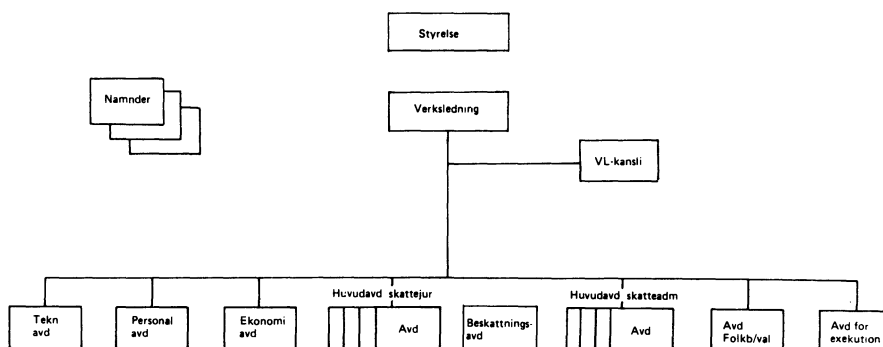 Styrelse
Namnder
Verksledning
VL-kansli
Huvudavd skattejur
Huvudavd skatteadm
Tekn
avd
Personal
avd
Ekonomi
avd
Avd
Beskattnings-
avd
Avd
Avd
Folkb/val
Avd for
exekution